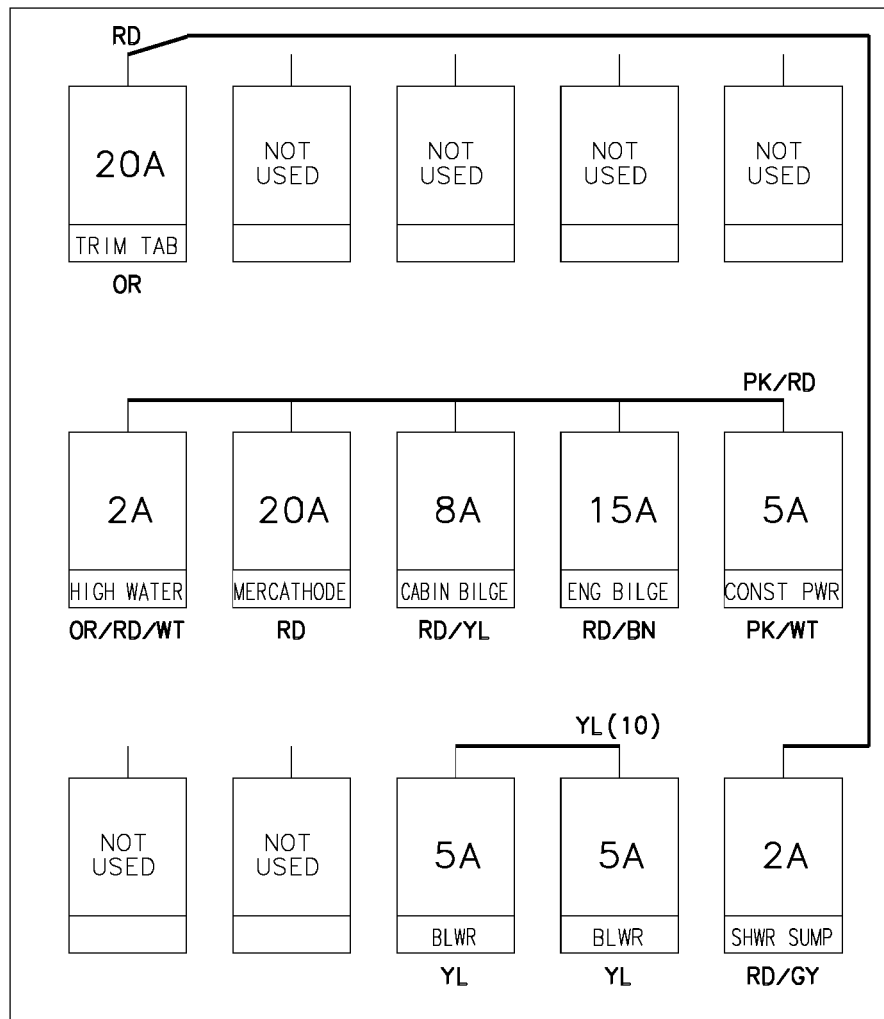 RD
20A
NOT
USED
NOT
USED
NOT
USED
NOT
USED
TRIM TAB
OR
PK/RD
2A
20A
8A
15A
5A
HIGH WATER
MERCATHODE
CABIN BILGE
ENG BILGE
CONST PWR
OR/RD/WT
RD
RD/YL
RD/BN
PK/WT
YL(10)
NOT
USED
NOT
USED
5A
5A
2A
BLWR
BLWR
SHWR SUMP
YL
YL
RD/GY